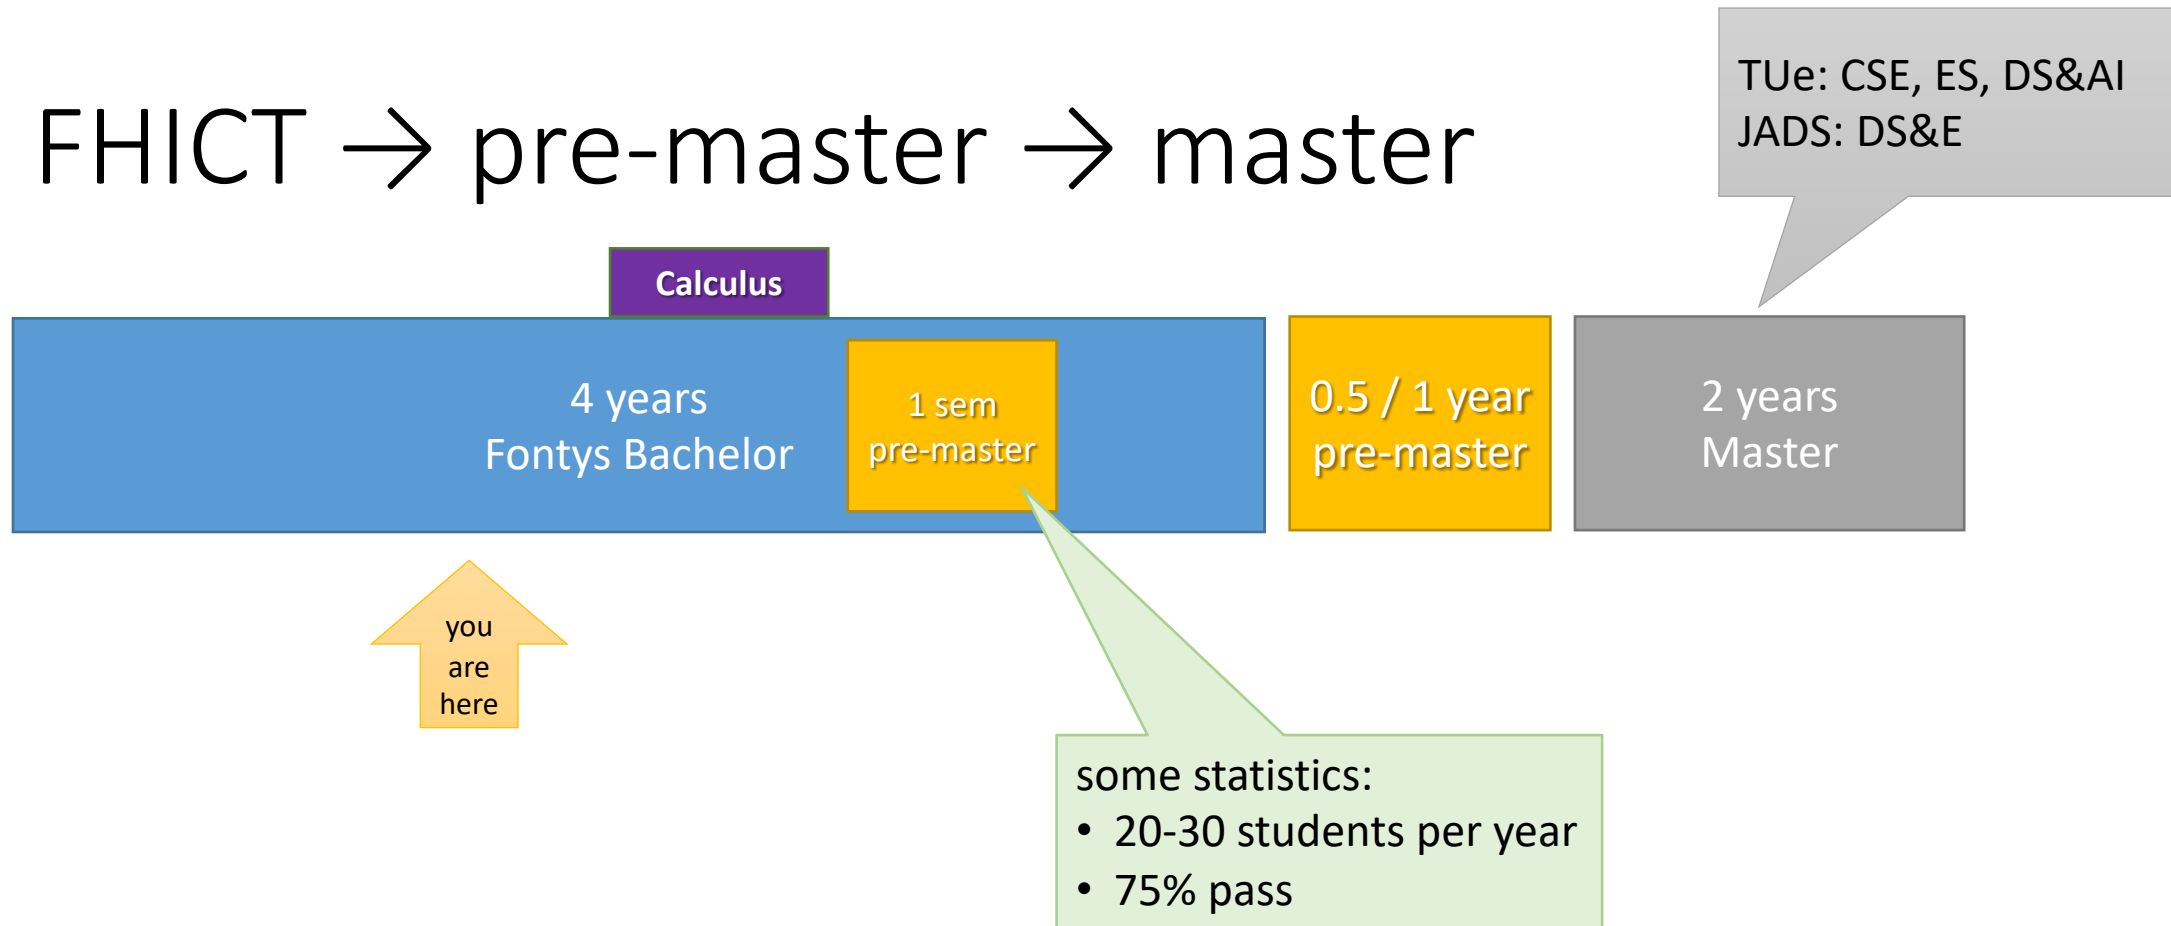 TUe: CSE, ES, DS&AI
JADS: DS&E
FHICT → pre-master → master
Calculus
4 years
Fontys Bachelor
1 sem
pre-master
0.5 / 1 year
pre-master
2 years
Master
you
are
here
some statistics:
• 20-30 students per year
• 75% pass